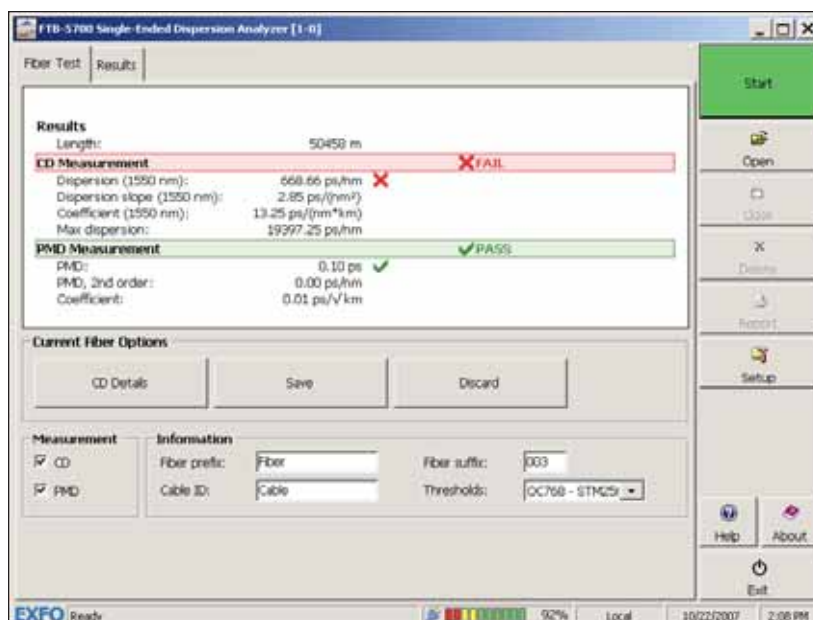 FTB-5700 Single-Ended Dispersion Analyzer [1-0]
Fiber Test
Results
Results
Length: 50458 m
CD Measurement FAIL
Dispersion (1550 nm): 668.66 ps/nm
Dispersion slope (1550 nm): 2.85 ps/(nm²)
Coefficient (1550 nm): 13.25 ps/(nm*km)
Max dispersion: 19397.25 ps/nm
PMD Measurement PASS
PMD: 0.10 ps
PMD, 2nd order: 0.00 ps/nm
Coefficient: 0.01 ps/√km
Current Fiber Options
CD Details
Save
Discard
Measurement
CD
PMD
Information
Fiber prefix: Fiber
Fiber suffix: 003
Cable ID: Cable
Thresholds: OC768 - STM25
Start
Open
Close
Delete
Report
Setup
Help
About
Exit
EXFO Ready
92%
Local
10/22/2007
2:08 PM